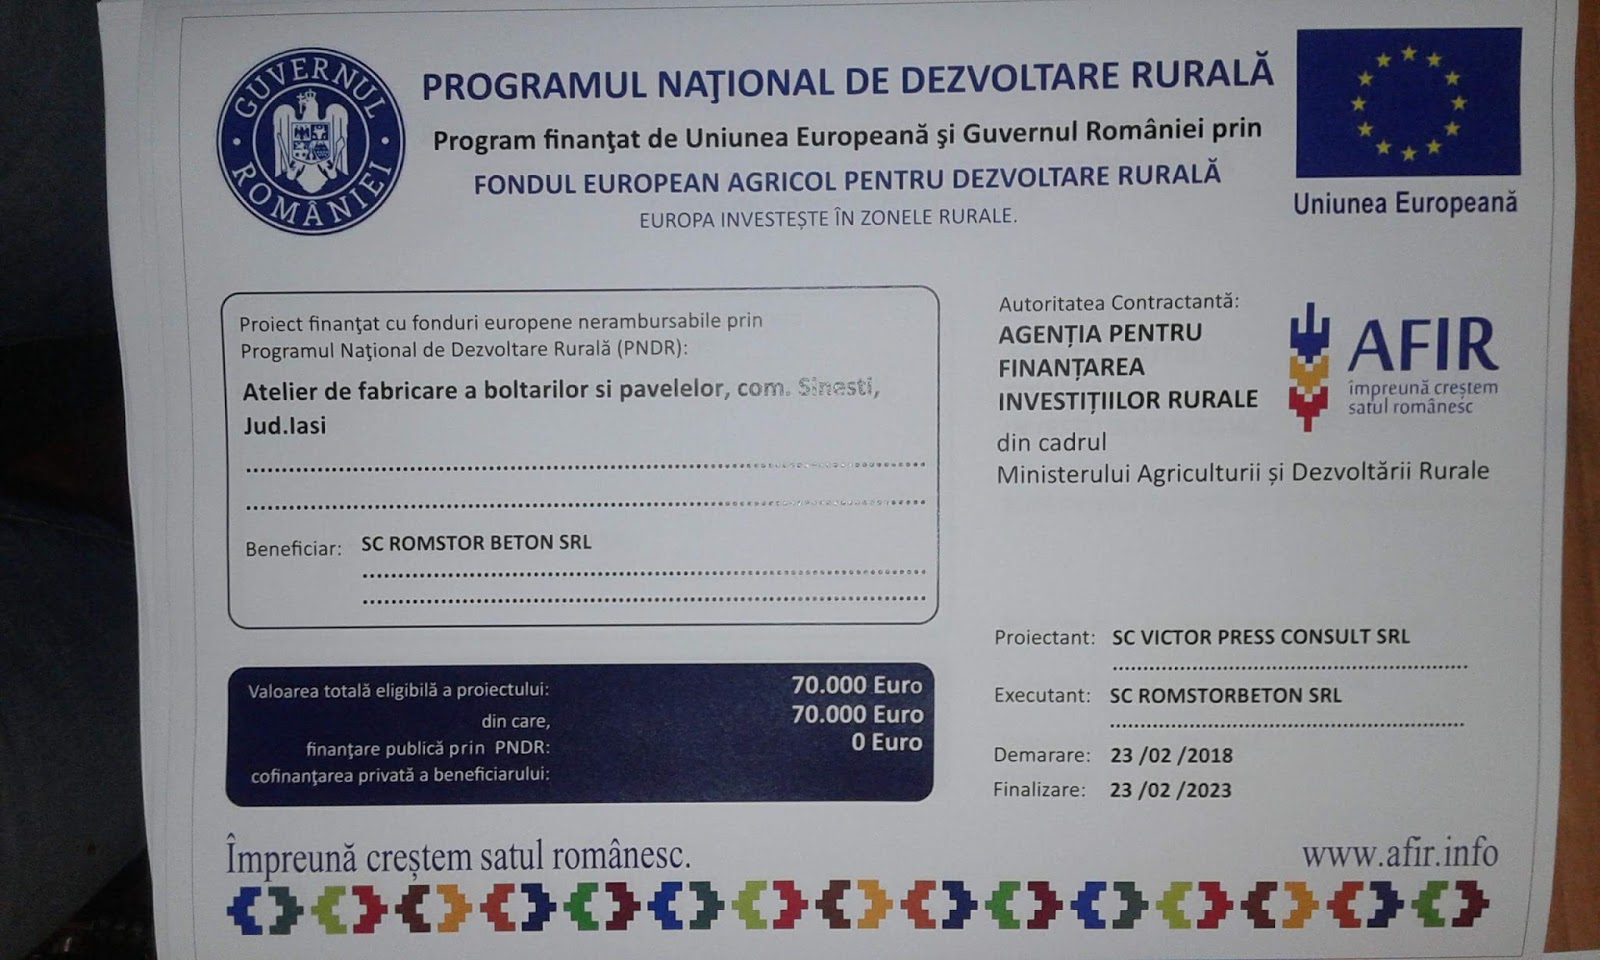 GUVERNUL ROMÂNIEI
PROGRAMUL NAŢIONAL DE DEZVOLTARE RURALĂ
Program finanţat de Uniunea Europeană şi Guvernul României prin
FONDUL EUROPEAN AGRICOL PENTRU DEZVOLTARE RURALĂ
EUROPA INVESTEŞTE ÎN ZONELE RURALE.
Uniunea Europeană
Proiect finanţat cu fonduri europene nerambursabile prin
Programul Naţional de Dezvoltare Rurală (PNDR):
Atelier de fabricare a boltarilor si pavelelor, com. Sinesti,
Jud.Iasi
Beneficiar: SC ROMSTOR BETON SRL
Valoarea totală eligibilă a proiectului: 70.000 Euro
din care, 70.000 Euro
finanţare publică prin PNDR: 0 Euro
cofinanţarea privată a beneficiarului:
Autoritatea Contractantă:
AGENȚIA PENTRU
FINANȚAREA
INVESTIȚIILOR RURALE
din cadrul
Ministerului Agriculturii și Dezvoltării Rurale
AFIR
împreună creștem
satul românesc
Proiectant: SC VICTOR PRESS CONSULT SRL
Executant: SC ROMSTORBETON SRL
Demarare: 23 /02 /2018
Finalizare: 23 /02 /2023
Împreună creștem satul românesc.
www.afir.info